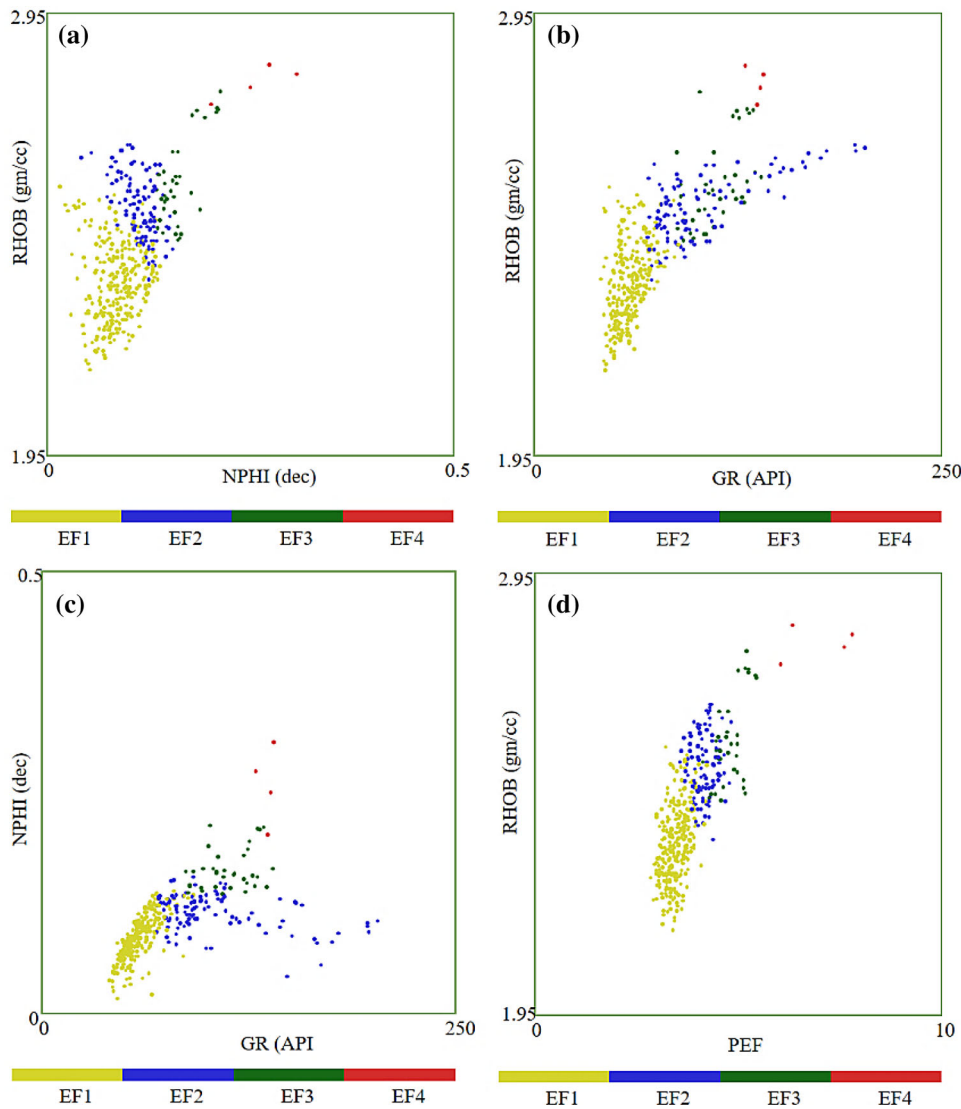 2.95
(a)
RHOB (gm/cc)
1.95
0
NPHI (dec)
0.5
EF1 EF2 EF3 EF4
2.95
(b)
RHOB (gm/cc)
1.95
0
GR (API)
250
EF1 EF2 EF3 EF4
0.5
(c)
NPHI (dec)
0
0
GR (API
250
EF1 EF2 EF3 EF4
2.95
(d)
RHOB (gm/cc)
1.95
0
PEF
10
EF1 EF2 EF3 EF4